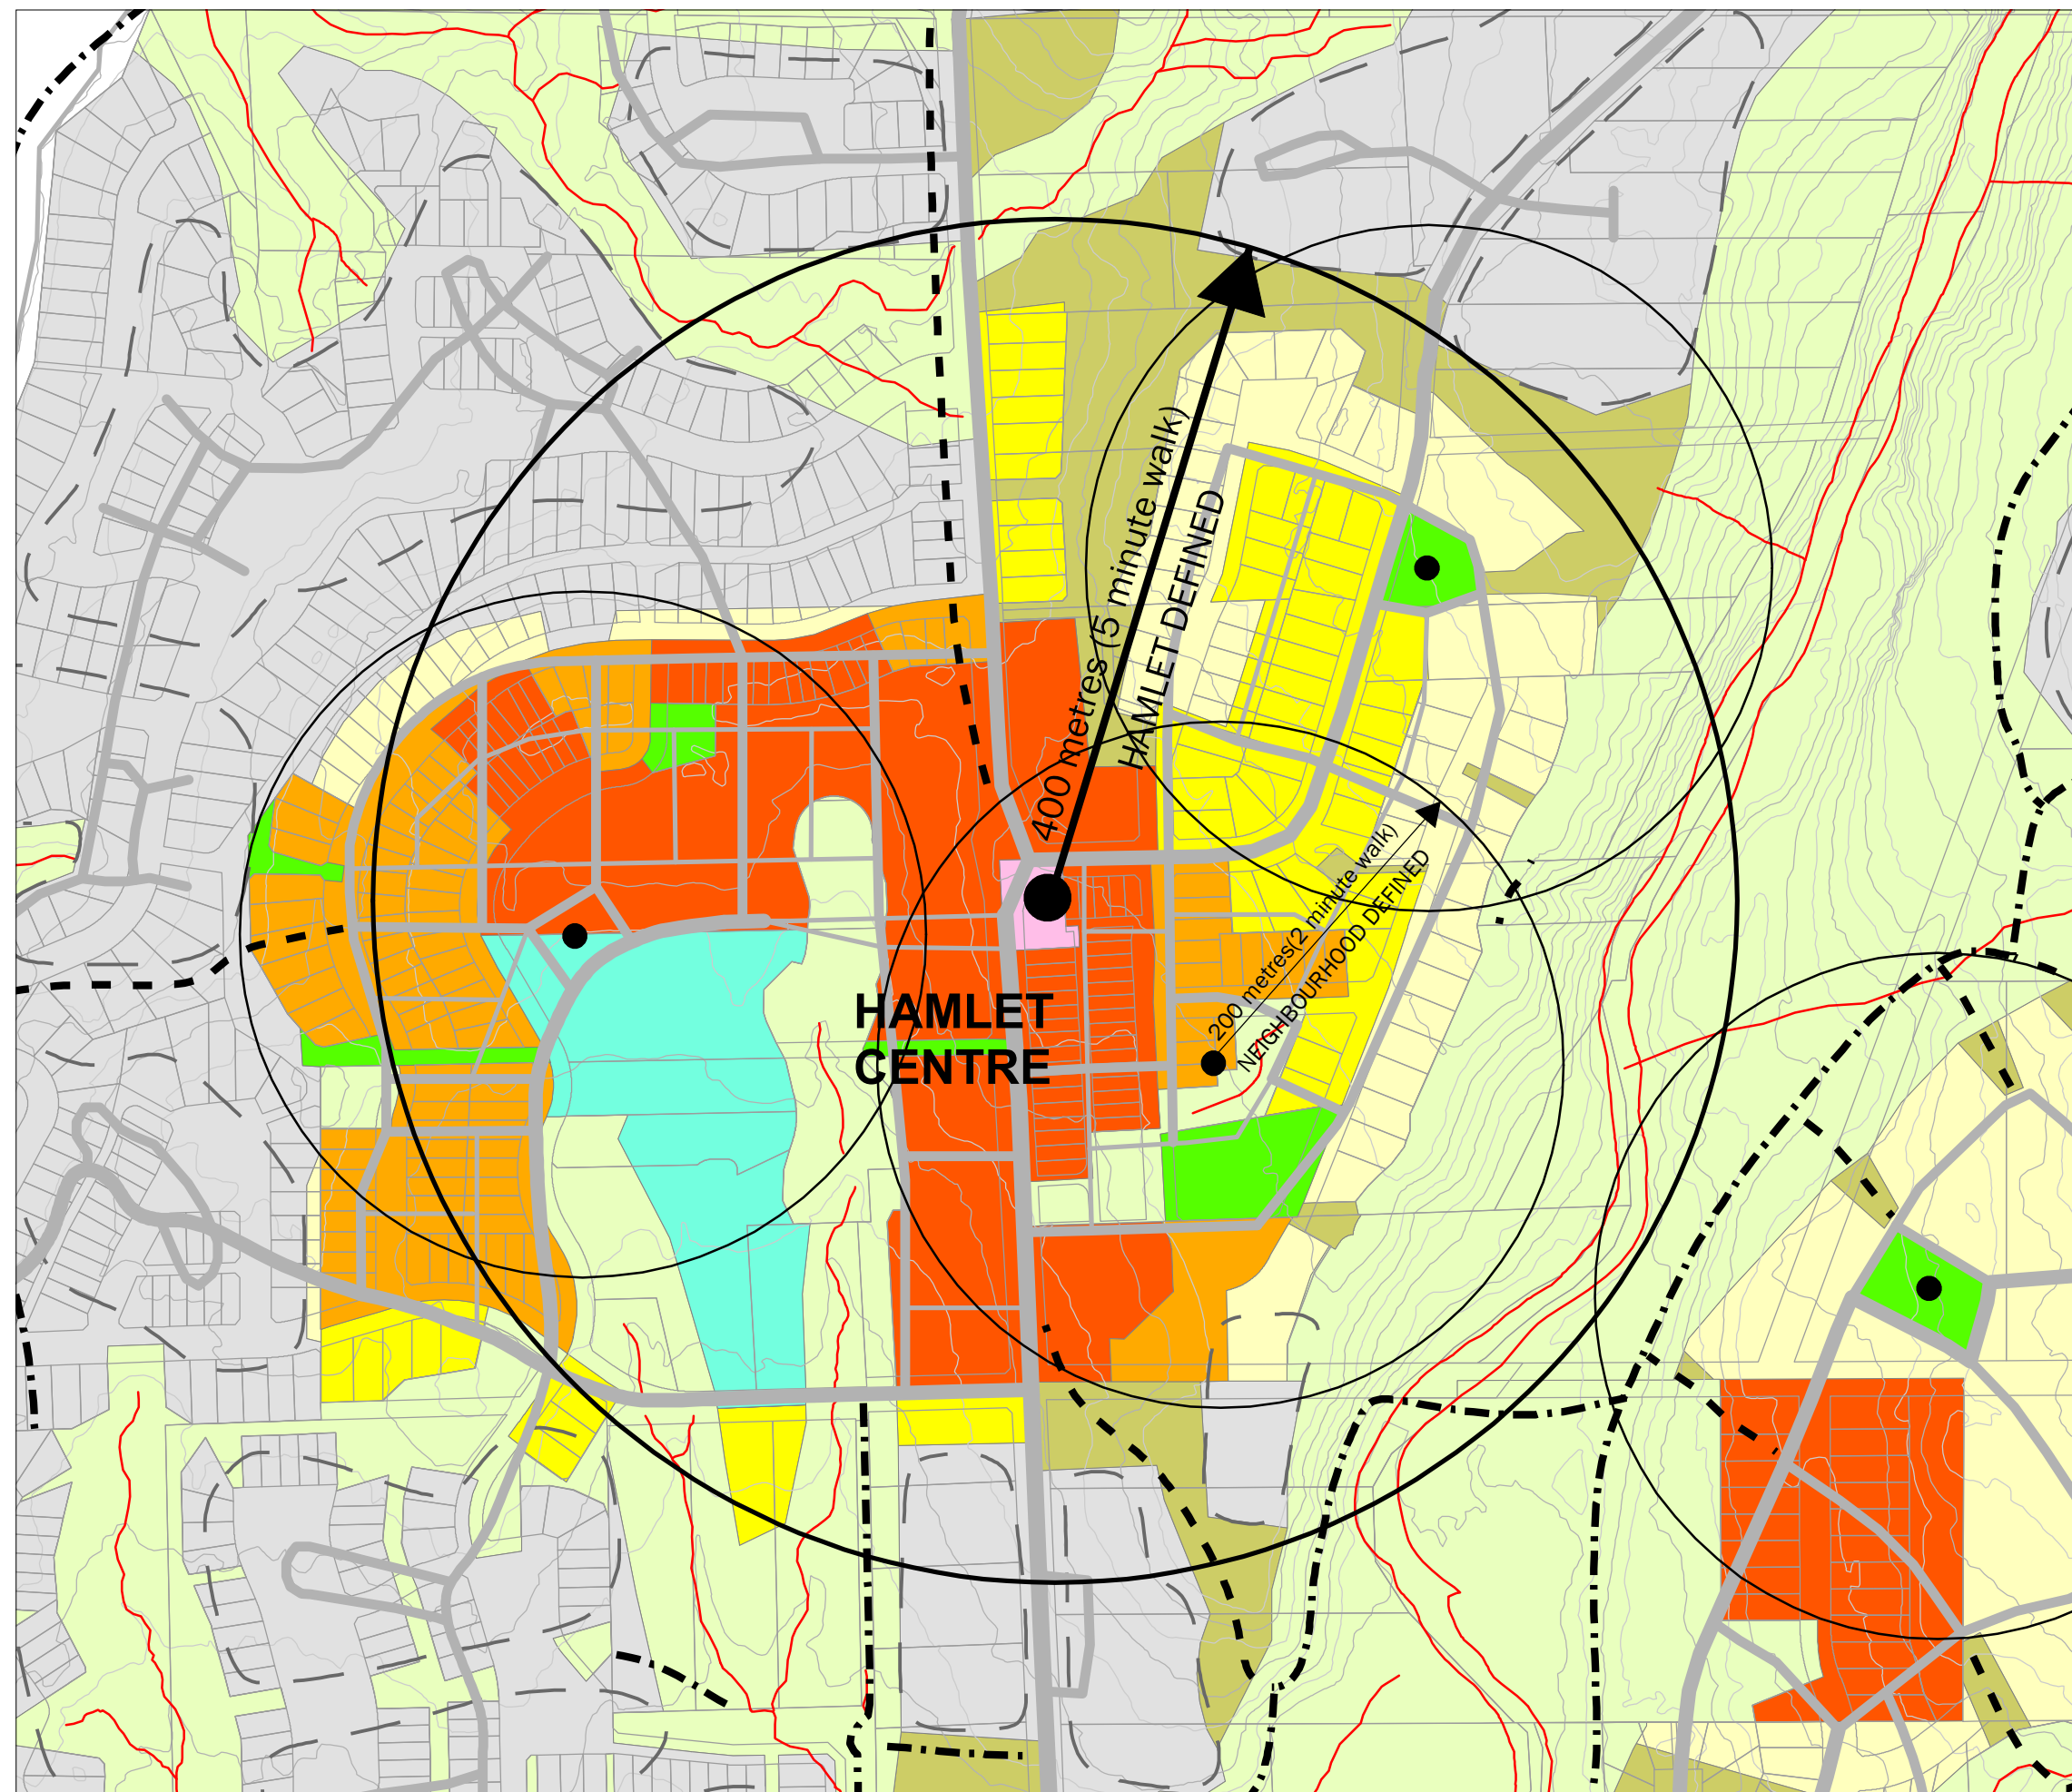 400 metres (5 minute walk)
HAMLET DEFINED
200 metres(2 minute walk)
NEIGHBOURHOOD DEFINED
HAMLET
CENTRE